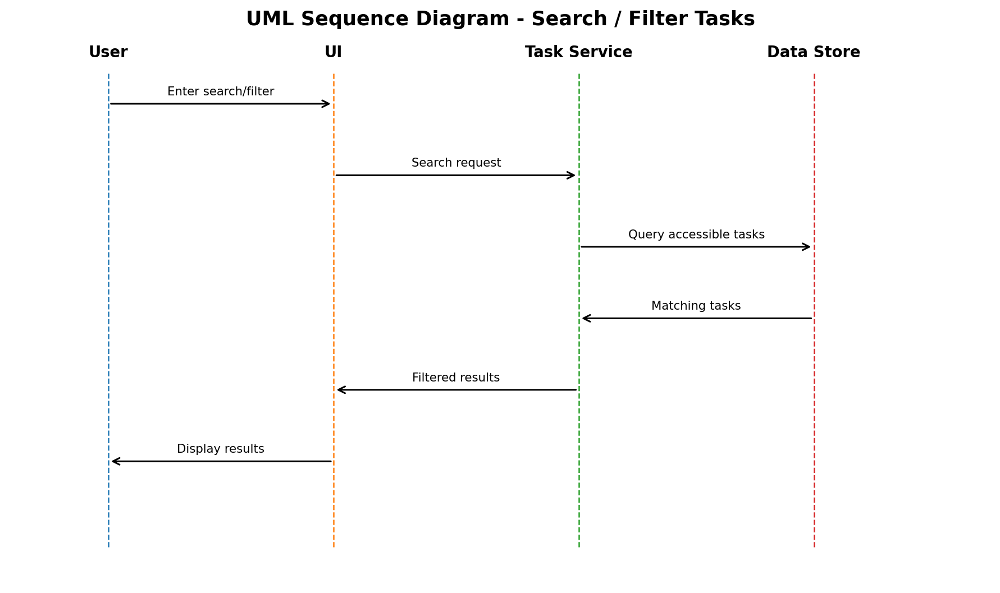 UML Sequence Diagram - Search / Filter Tasks
User
UI
Task Service
Data Store
Enter search/filter
Search request
Query accessible tasks
Matching tasks
Filtered results
Display results